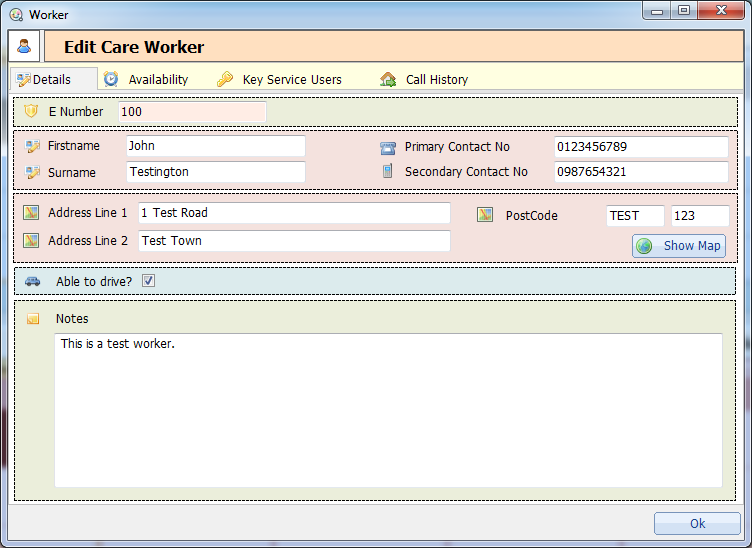 Worker
Edit Care Worker
Details Availability Key Service Users Call History
E Number 100
Firstname John Primary Contact No 0123456789
Surname Testington Secondary Contact No 0987654321
Address Line 1 1 Test Road PostCode TEST 123
Address Line 2 Test Town Show Map
Able to drive?
Notes
This is a test worker.
Ok